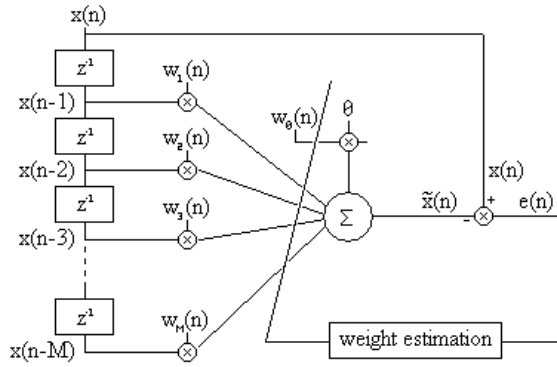 x(n)
z⁻¹
w₁(n)
x(n-1)
z⁻¹
w₂(n)
x(n-2)
z⁻¹
w₃(n)
x(n-3)
z⁻¹
w_M(n)
x(n-M)
w₀(n)
θ
Σ
x̃(n)
x(n)
+
-
e(n)
weight estimation